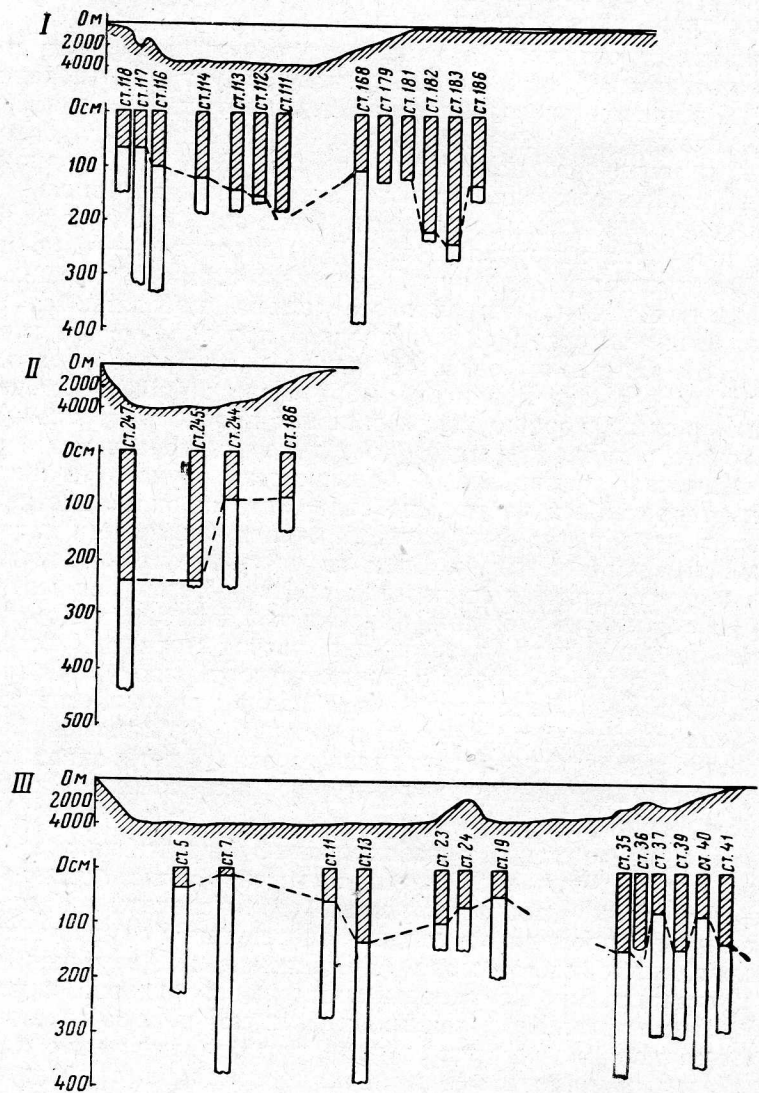 I
0м
2000
4000
ст.118
ст.117
ст.116
ст.114
ст.113
ст.112
ст.111
ст.168
ст.179
ст.181
ст.182
ст.183
ст.186
0см
100
200
300
400
II
0м
2000
4000
ст.247
ст.245
ст.244
ст.186
0см
100
200
300
400
500
III
0м
2000
4000
ст.5
ст.7
ст.11
ст.13
ст.23
ст.24
ст.19
ст.35
ст.36
ст.37
ст.39
ст.40
ст.41
0см
100
200
300
400